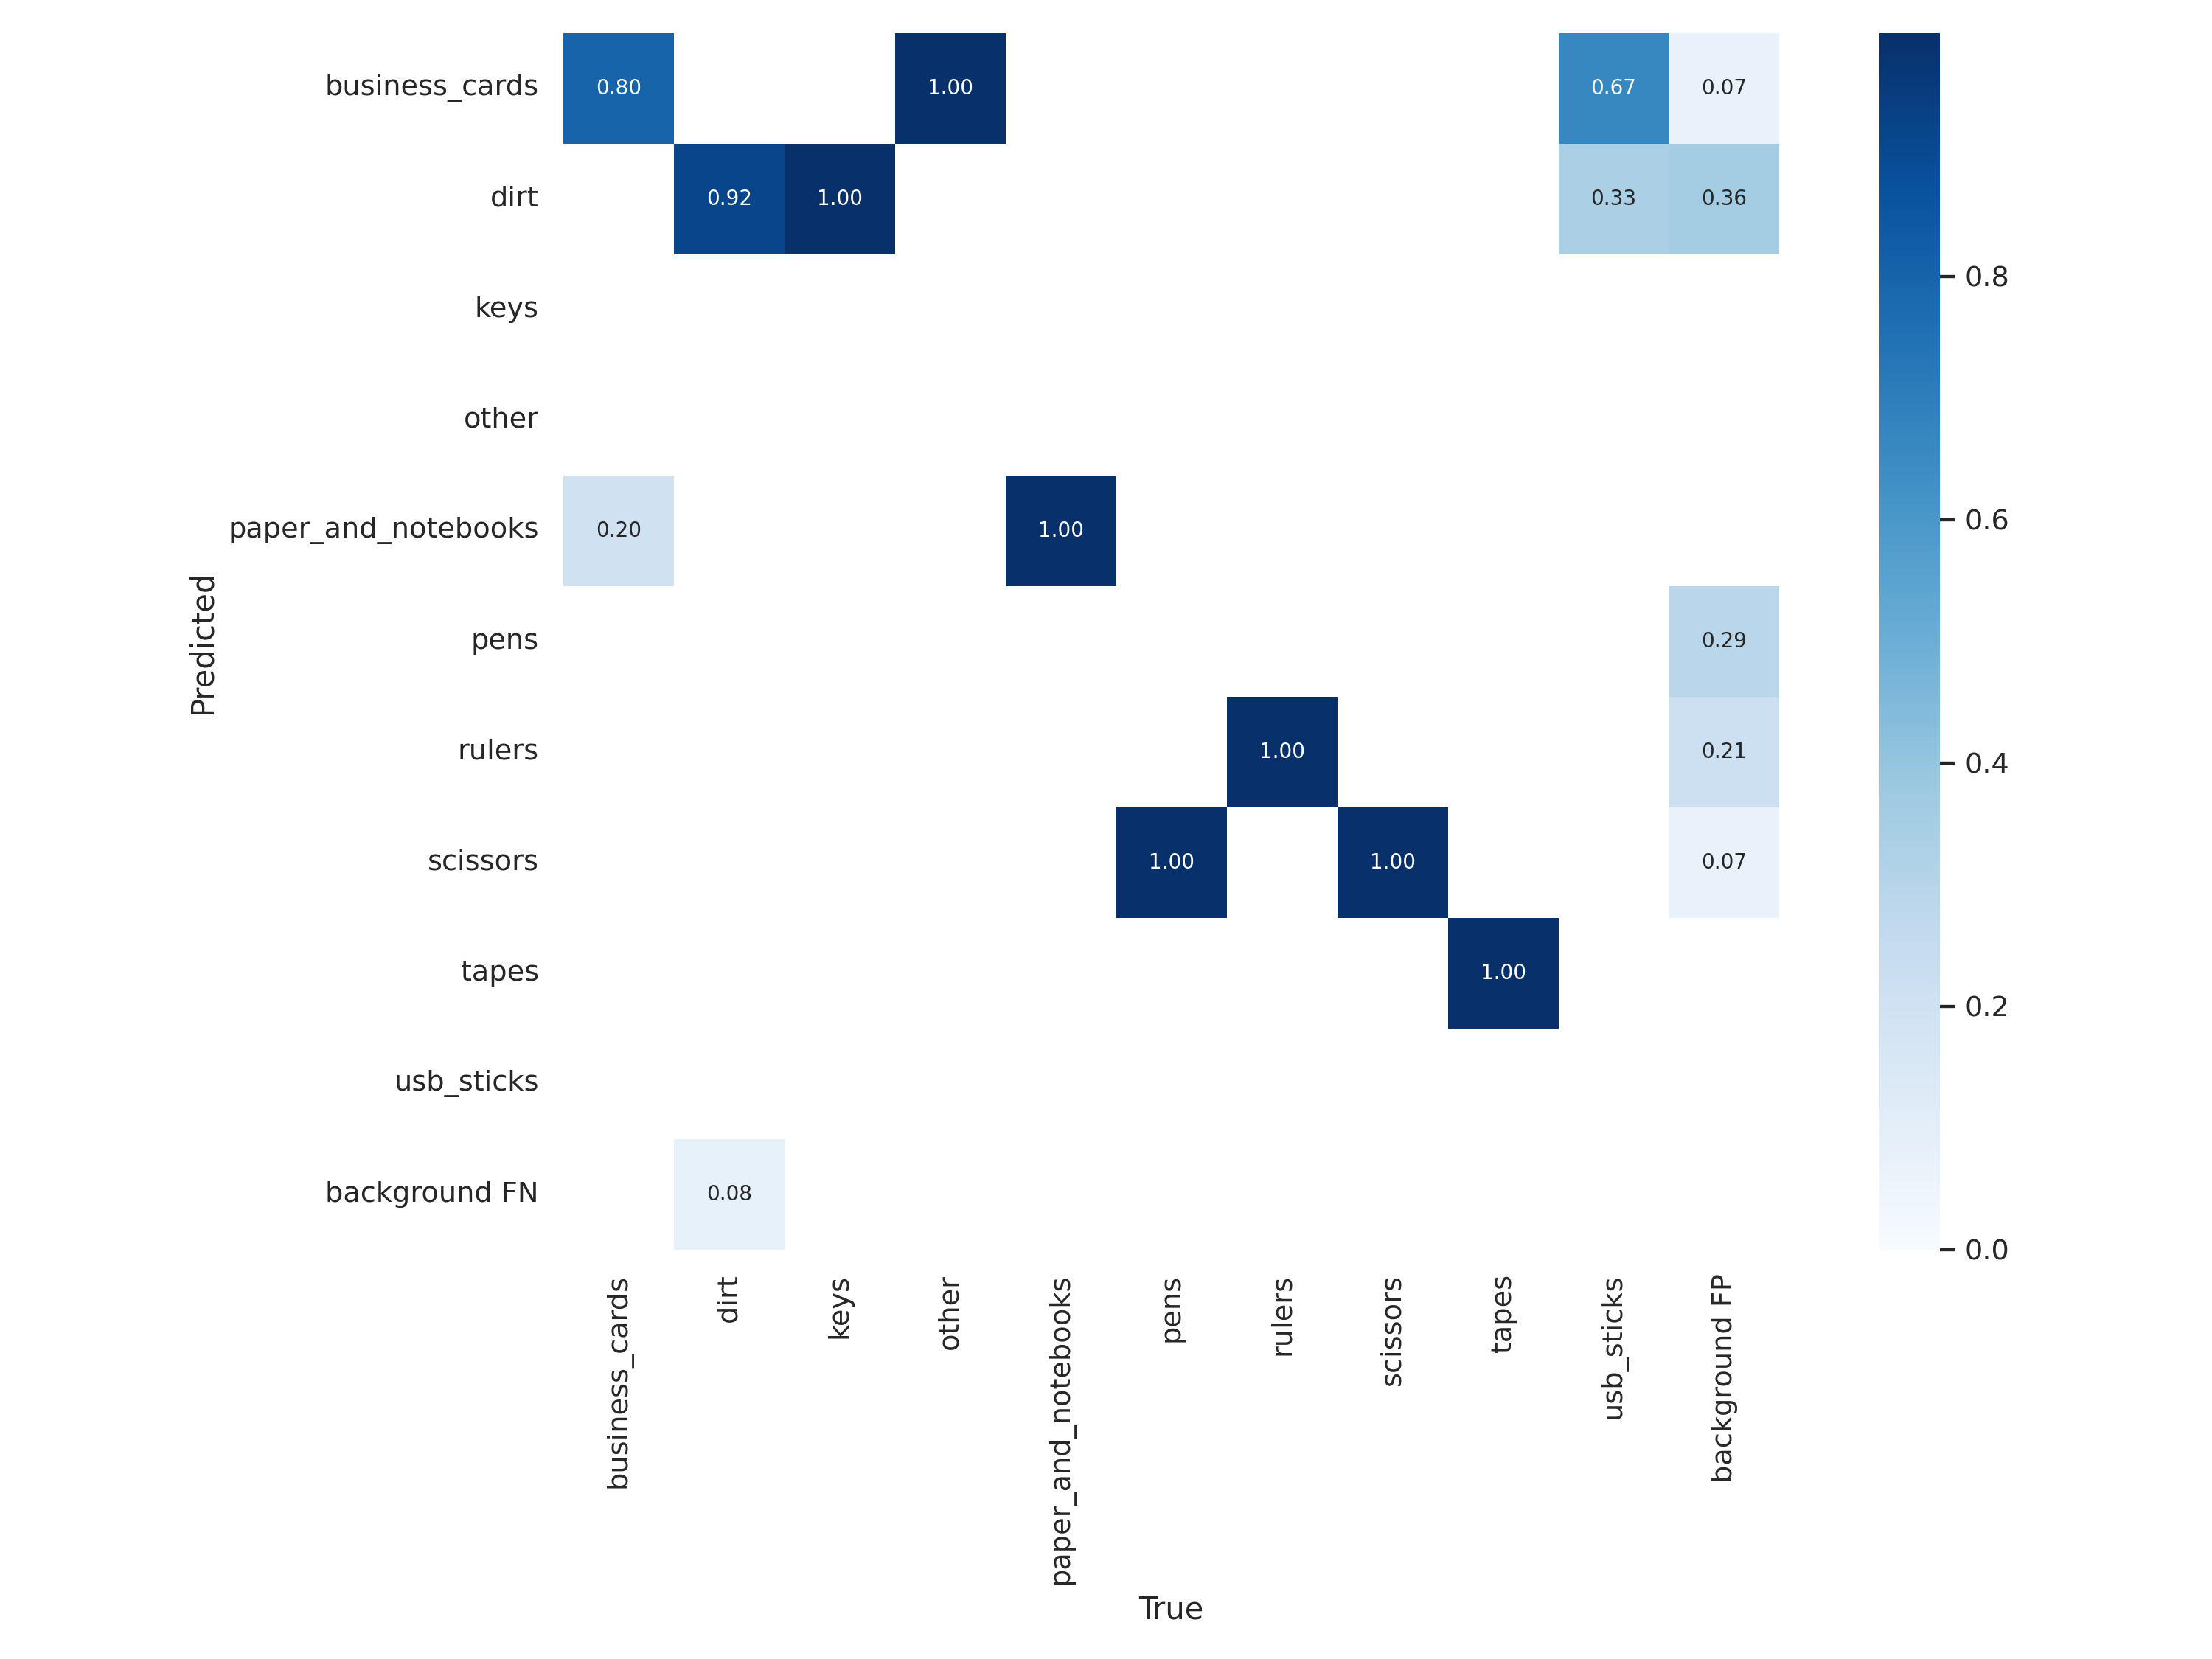 business_cards 0.80 1.00 0.67 0.07
dirt 0.92 1.00 0.33 0.36
keys
other
paper_and_notebooks 0.20 1.00
pens 0.29
rulers 1.00 0.21
scissors 1.00 1.00 0.07
tapes 1.00
usb_sticks
background FN 0.08
Predicted
business_cards
dirt
keys
other
paper_and_notebooks
pens
rulers
scissors
tapes
usb_sticks
background FP
True
0.8
0.6
0.4
0.2
0.0